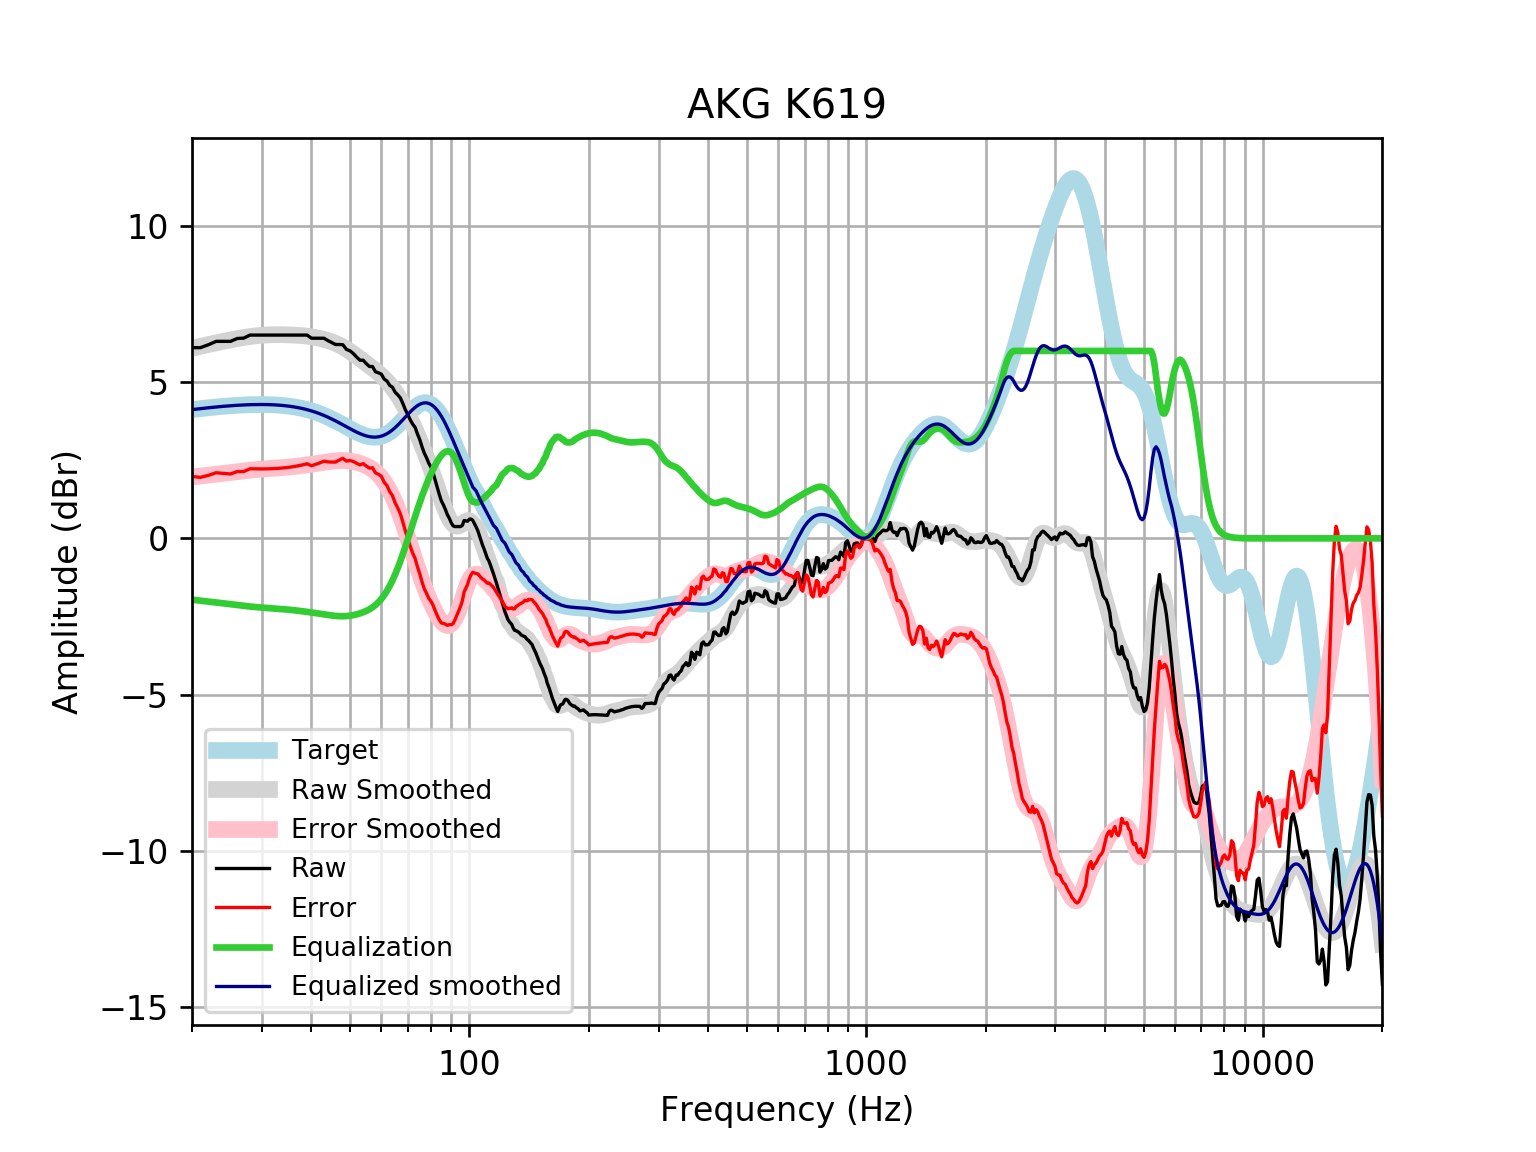 AKG K619
Amplitude (dBr)
10
5
0
−5
−10
−15
Target
Raw Smoothed
Error Smoothed
Raw
Error
Equalization
Equalized smoothed
100
1000
10000
Frequency (Hz)